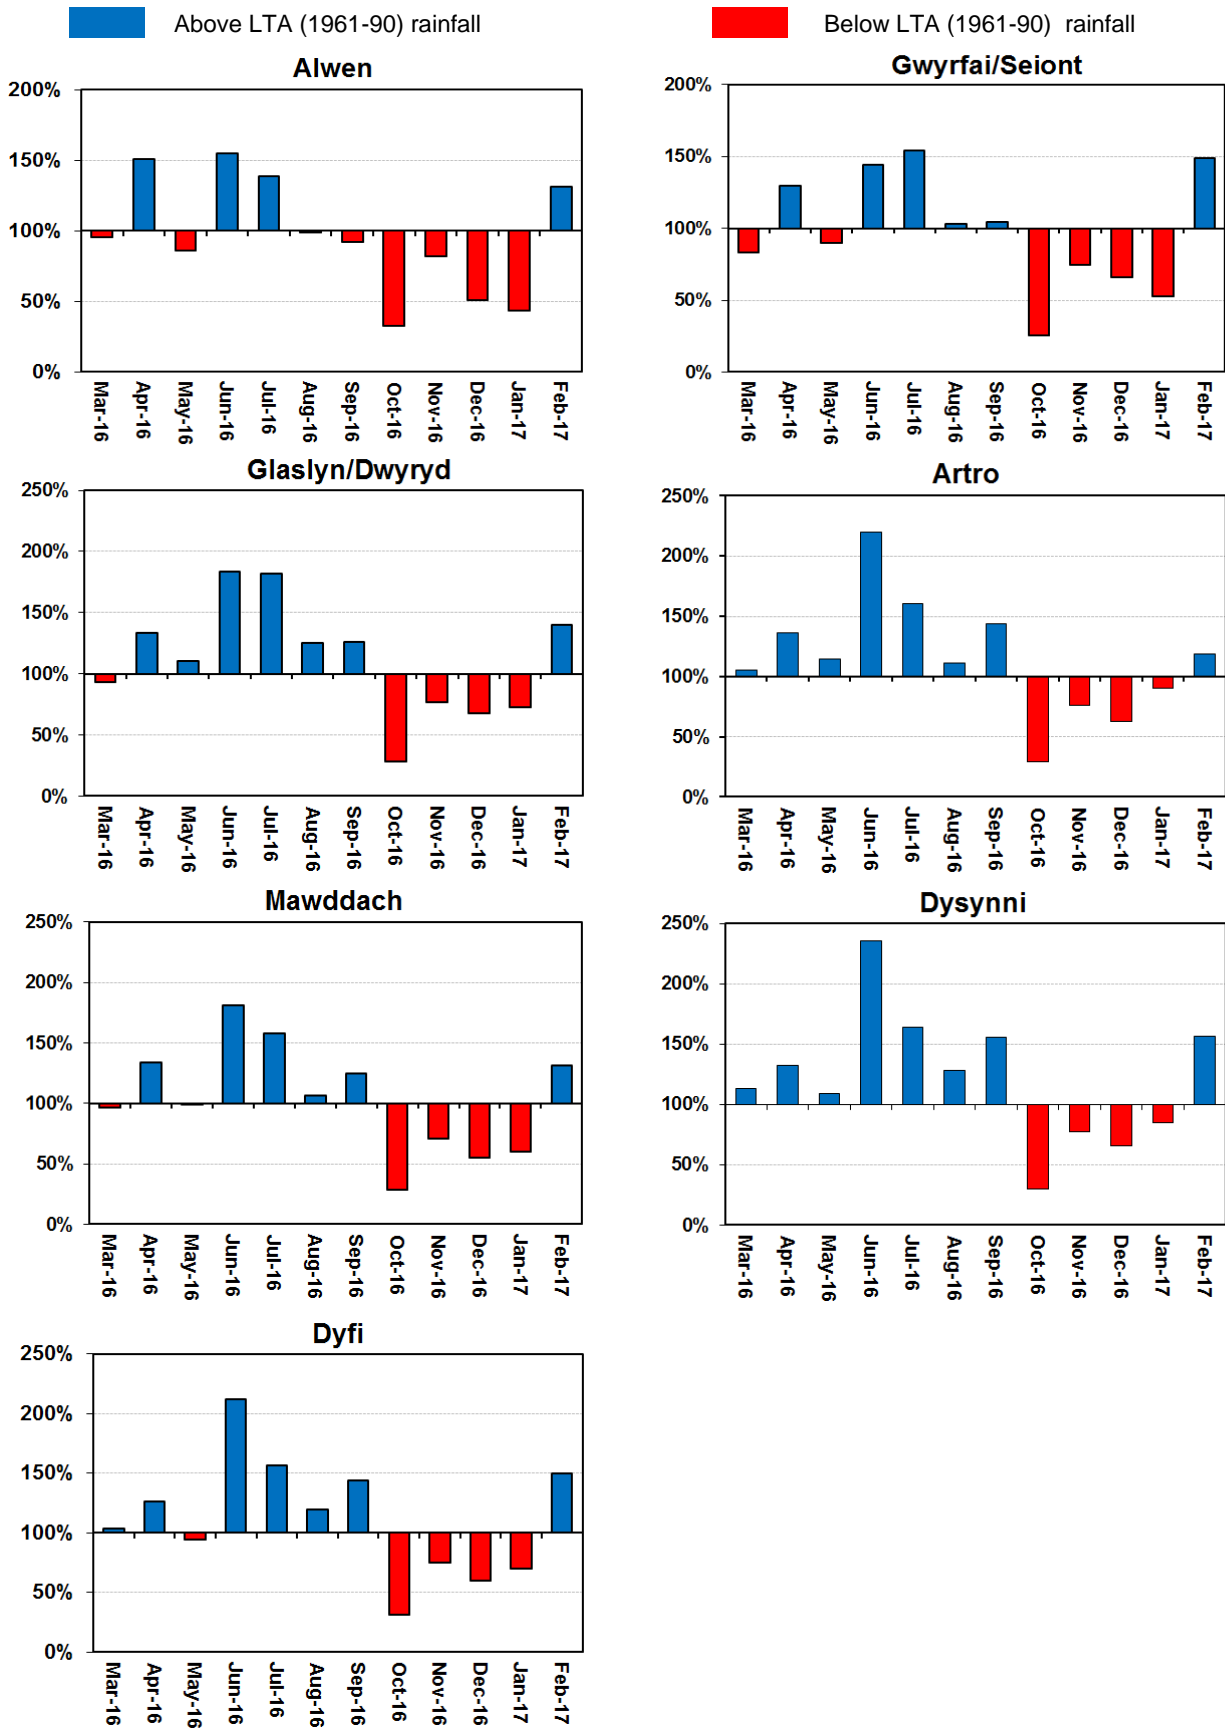 Above LTA (1961-90) rainfall
Below LTA (1961-90) rainfall
Alwen
200%
150%
100%
50%
0%
Mar-16
Apr-16
May-16
Jun-16
Jul-16
Aug-16
Sep-16
Oct-16
Nov-16
Dec-16
Jan-17
Feb-17
Gwyrfai/Seiont
200%
150%
100%
50%
0%
Mar-16
Apr-16
May-16
Jun-16
Jul-16
Aug-16
Sep-16
Oct-16
Nov-16
Dec-16
Jan-17
Feb-17
Glaslyn/Dwyryd
250%
200%
150%
100%
50%
0%
Mar-16
Apr-16
May-16
Jun-16
Jul-16
Aug-16
Sep-16
Oct-16
Nov-16
Dec-16
Jan-17
Feb-17
Artro
250%
200%
150%
100%
50%
0%
Mar-16
Apr-16
May-16
Jun-16
Jul-16
Aug-16
Sep-16
Oct-16
Nov-16
Dec-16
Jan-17
Feb-17
Mawddach
250%
200%
150%
100%
50%
0%
Mar-16
Apr-16
May-16
Jun-16
Jul-16
Aug-16
Sep-16
Oct-16
Nov-16
Dec-16
Jan-17
Feb-17
Dysynni
250%
200%
150%
100%
50%
0%
Mar-16
Apr-16
May-16
Jun-16
Jul-16
Aug-16
Sep-16
Oct-16
Nov-16
Dec-16
Jan-17
Feb-17
Dyfi
250%
200%
150%
100%
50%
0%
Mar-16
Apr-16
May-16
Jun-16
Jul-16
Aug-16
Sep-16
Oct-16
Nov-16
Dec-16
Jan-17
Feb-17